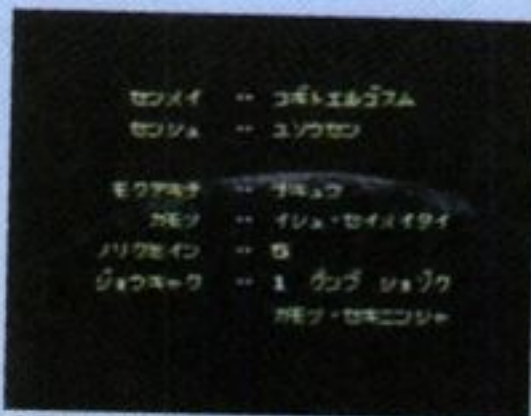 センメイ -- コギトエルゴスム
センシュ -- ユソウセン
モクテキチ -- チキュウ
カモツ -- イシュ・セイメイタイ
ノリクミイン -- 5
ジョウキャク -- 1 グンブ ショゾク
カモツ・セキニンシャ